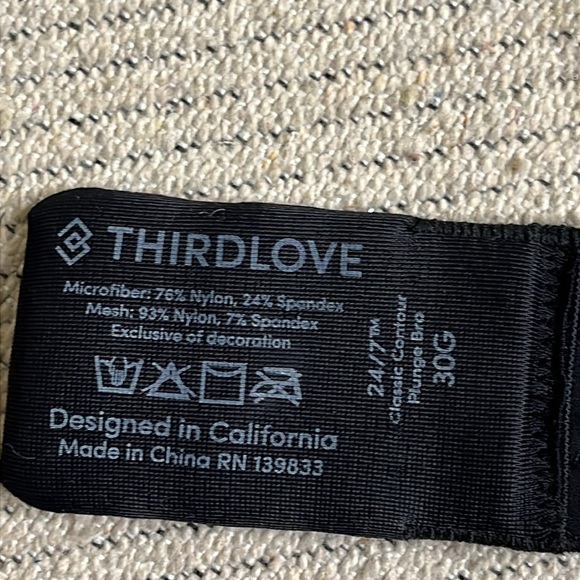 THIRDLOVE
Microfiber: 76% Nylon, 24% Spandex
Mesh: 93% Nylon, 7% Spandex
Exclusive of decoration
Designed in California
Made in China RN 139833
24/7™
Classic Contour
Plunge Bra
30G